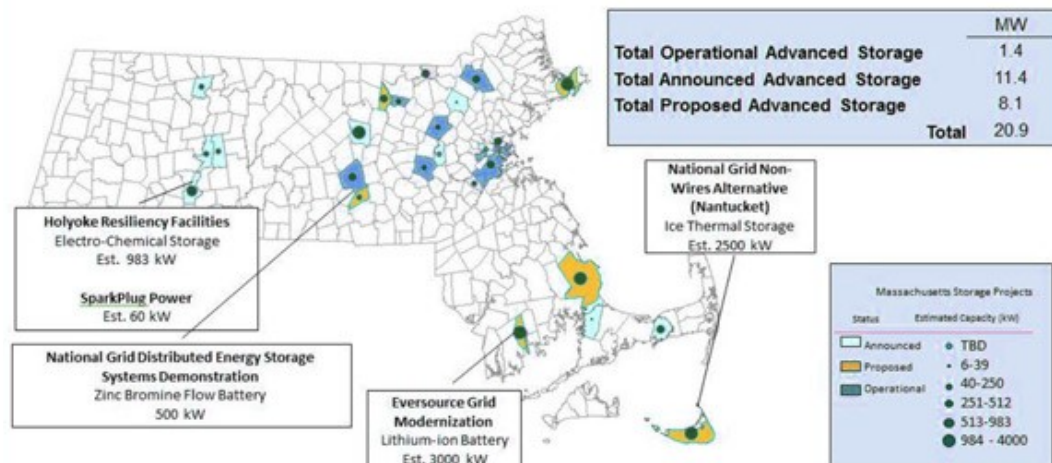 MW
Total Operational Advanced Storage 1.4
Total Announced Advanced Storage 11.4
Total Proposed Advanced Storage 8.1
Total 20.9
National Grid Non-
Wires Alternative
(Nantucket)
Ice Thermal Storage
Est. 2500 kW
Holyoke Resiliency Facilities
Electro-Chemical Storage
Est. 983 kW
SparkPlug Power
Est. 60 kW
National Grid Distributed Energy Storage
Systems Demonstration
Zinc Bromine Flow Battery
500 kW
Eversource Grid
Modernization
Lithium-ion Battery
Est. 3000 kW
Massachusetts Storage Projects
Status Estimated Capacity (kW)
Announced TBD
Proposed 6-39
Operational 40-250
251-512
513-983
984 - 4000